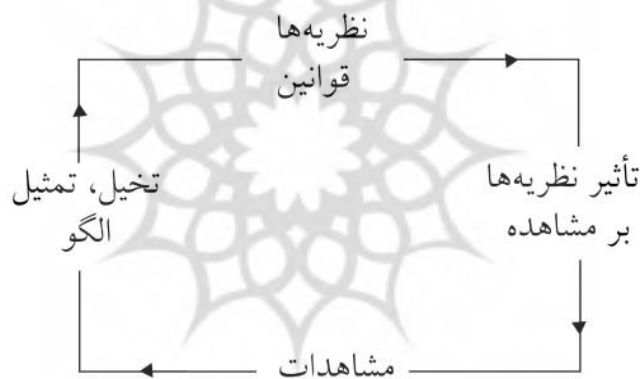 نظریه‌ها
قوانین
تأثیر نظریه‌ها
بر مشاهده
تخیل، تمثیل
الگو
مشاهدات